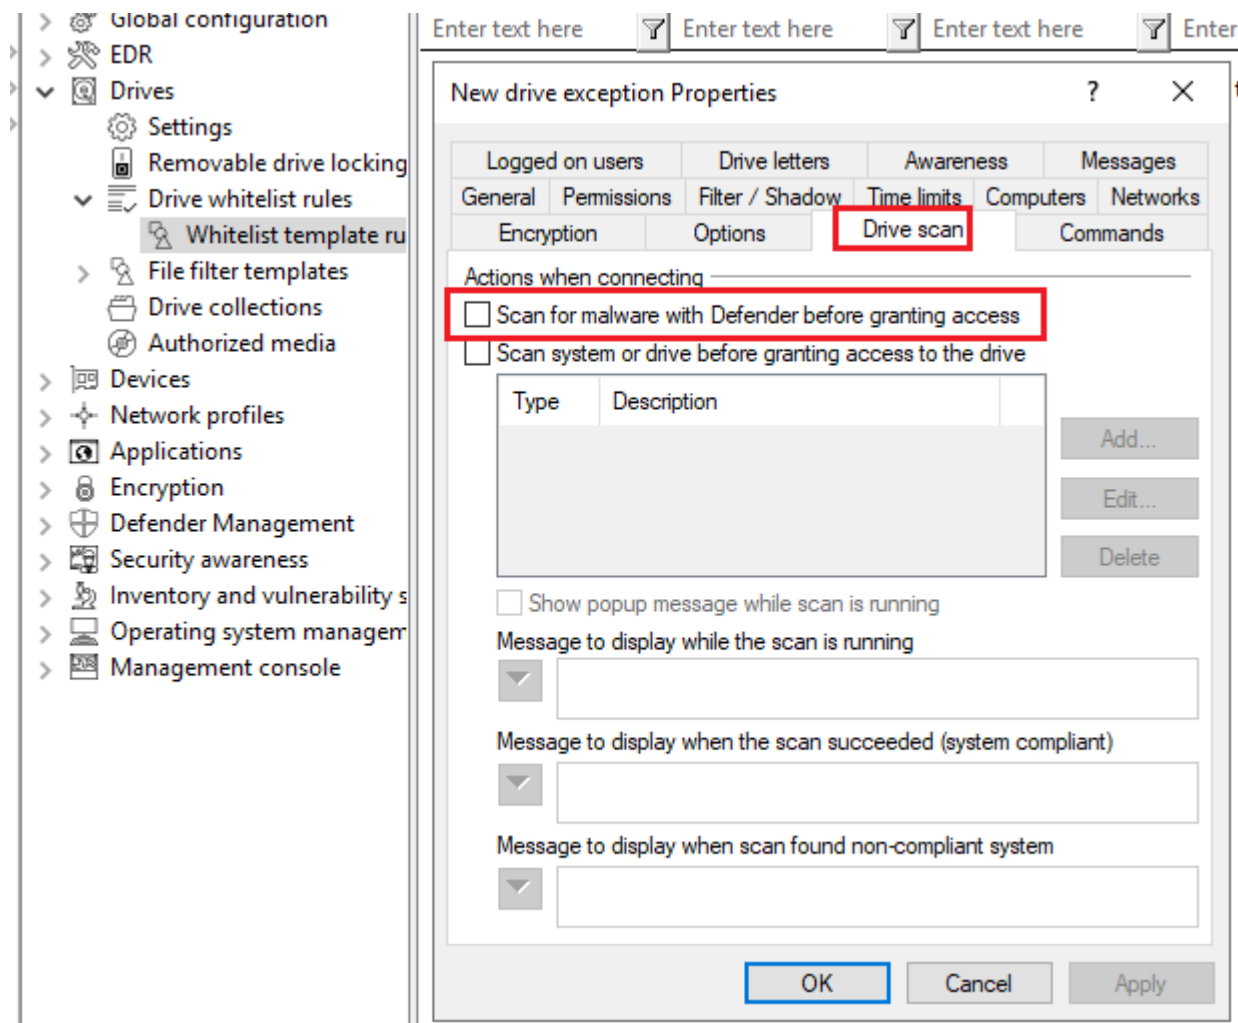 Global configuration
EDR
Drives
Settings
Removable drive locking
Drive whitelist rules
Whitelist template ru
File filter templates
Drive collections
Authorized media
Devices
Network profiles
Applications
Encryption
Defender Management
Security awareness
Inventory and vulnerability s
Operating system managem
Management console
Enter text here Enter text here Enter text here Enter
New drive exception Properties ? ×
Logged on users Drive letters Awareness Messages
General Permissions Filter / Shadow Time limits Computers Networks
Encryption Options Drive scan Commands
Actions when connecting
Scan for malware with Defender before granting access
Scan system or drive before granting access to the drive
Type Description
Add...
Edit...
Delete
Show popup message while scan is running
Message to display while the scan is running
Message to display when the scan succeeded (system compliant)
Message to display when scan found non-compliant system
OK Cancel Apply